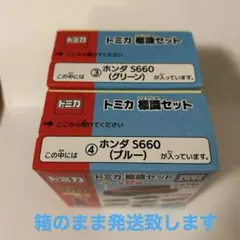 トミカ トミカ 標識セット
ここから開けてください
この中には ③ ホンダ S660 (グリーン) が入っています。
トミカ トミカ 標識セット
ここから開けてください
この中には ④ ホンダ S660 (ブルー) が入っています。
箱のまま発送致します